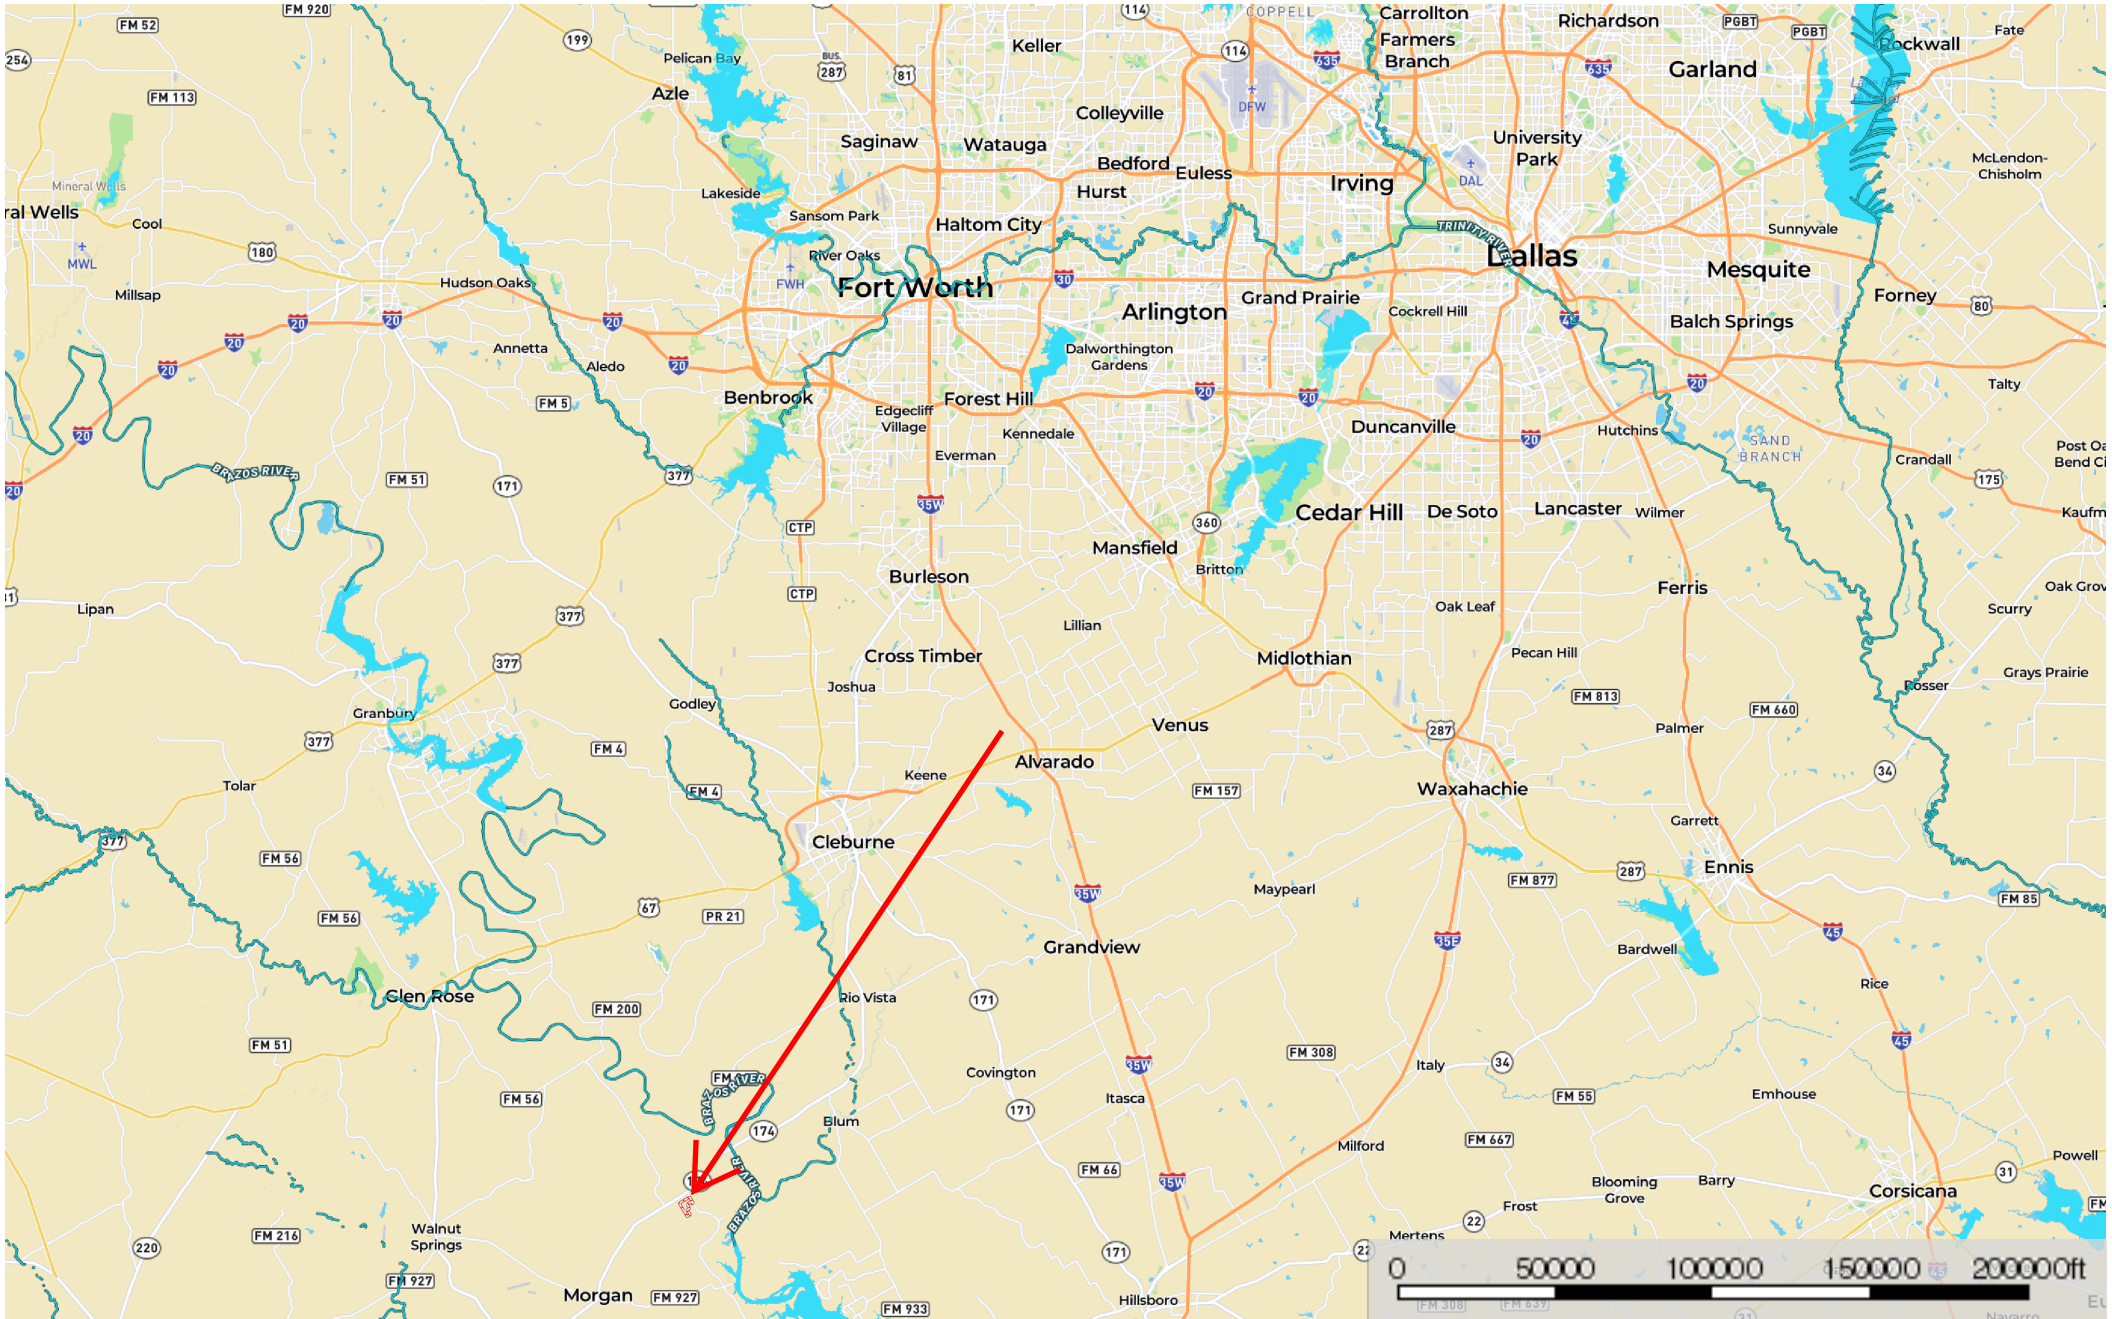 FM 920
114
COPPELL
Carrollton
Richardson
PGBT
FM 52
199
Keller
114
Farmers
Branch
PGBT
Rockwall
Fate
254
Pelican Bay
BUS.
287
81
635
635
Garland
Azle
FM 113
DFW
Colleyville
Saginaw
Watauga
University
Park
Bedford
Euless
McLendon-
Chisholm
Mineral Wells
Lakeside
Hurst
Irving
DAL
ral Wells
Cool
Sansom Park
Haltom City
TRINITY RIVER
Sunnyvale
MWL
180
River Oaks
Dallas
Mesquite
Hudson Oaks
FWH
Fort Worth
30
Millsap
Arlington
Grand Prairie
Cockrell Hill
Forney
80
20
20
20
20
Balch Springs
20
Annetta
Aledo
20
Dalworthington
Gardens
20
Benbrook
Forest Hill
20
20
20
Talty
FM 5
Edgecliff
Village
Kennedale
Duncanville
Hutchins
20
20
SAND
BRANCH
Post Oa
Bend Ci
BRAZOS RIVER
Everman
Crandall
FM 51
171
377
175
20
35W
CTP
360
Cedar Hill
De Soto
Lancaster
Wilmer
Kaufm
Mansfield
Britton
Burleson
CTP
Ferris
Oak Grov
31
Lipan
377
Oak Leaf
Scurry
Lillian
Cross Timber
377
Midlothian
Pecan Hill
Grays Prairie
Joshua
Rosser
Godley
FM 813
FM 660
Granbury
377
Venus
287
Palmer
FM 4
Keene
Alvarado
34
Tolar
FM 4
FM 157
Waxahachie
377
Cleburne
Garrett
FM 56
Ennis
287
FM 877
Maypearl
35W
FM 85
67
FM 56
PR 21
45
Grandview
35E
Bardwell
Glen Rose
Rio Vista
171
Rice
FM 200
FM 51
45
FM 308
35W
Italy
34
Covington
BRAZOS RIVER
FM 56
Itasca
171
FM 55
Emhouse
Blum
174
Milford
FM 667
Powell
BRAZOS RIVER
FM 66
31
35W
Blooming
Grove
Barry
Corsicana
Frost
BRAZOS RIVER
22
Walnut
Springs
FM 216
Mertens
220
171
22
FM 927
Morgan
FM 927
Hillsboro
FM 933
0 50000 100000 150000 200000ft
FM 308
FM 639
31
Navarro